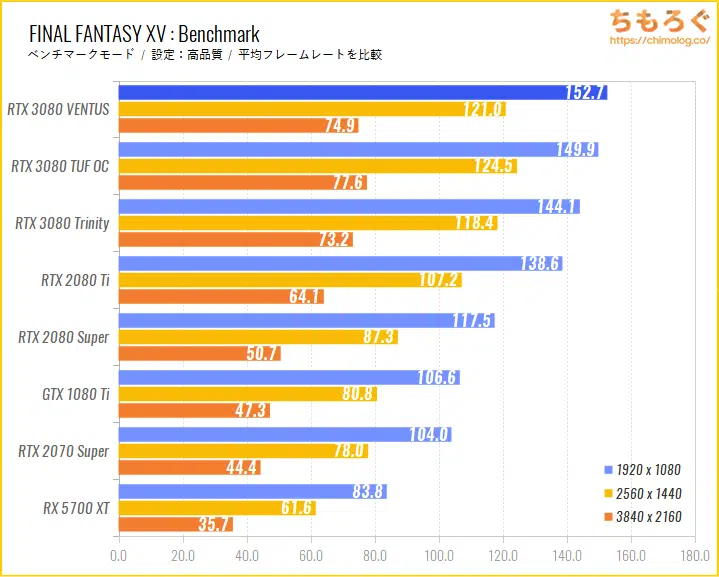 ちもろぐ
https://chimolog.co/
FINAL FANTASY XV : Benchmark
ベンチマークモード / 設定：高品質 / 平均フレームレートを比較
RTX 3080 VENTUS
152.7
121.0
74.9
RTX 3080 TUF OC
149.9
124.5
77.6
RTX 3080 Trinity
144.1
118.4
73.2
RTX 2080 Ti
138.6
107.2
64.1
RTX 2080 Super
117.5
87.3
50.7
GTX 1080 Ti
106.6
80.8
47.3
RTX 2070 Super
104.0
78.0
44.4
RX 5700 XT
83.8
61.6
35.7
1920 x 1080
2560 x 1440
3840 x 2160
0.0 20.0 40.0 60.0 80.0 100.0 120.0 140.0 160.0 180.0